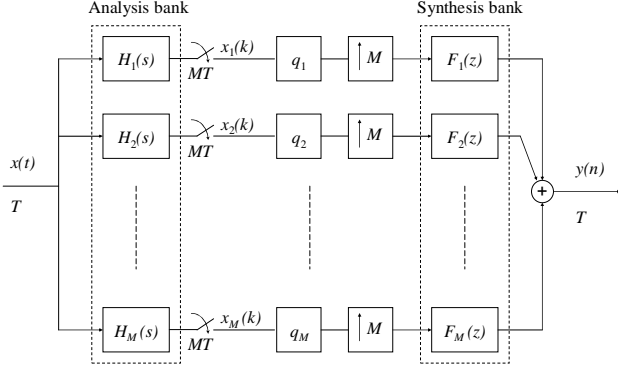 Analysis bank
Synthesis bank
H1(s)
MT
x1(k)
q1
M
F1(z)
H2(s)
MT
x2(k)
q2
M
F2(z)
x(t)
T
y(n)
+
T
HM(s)
MT
xM(k)
qM
M
FM(z)